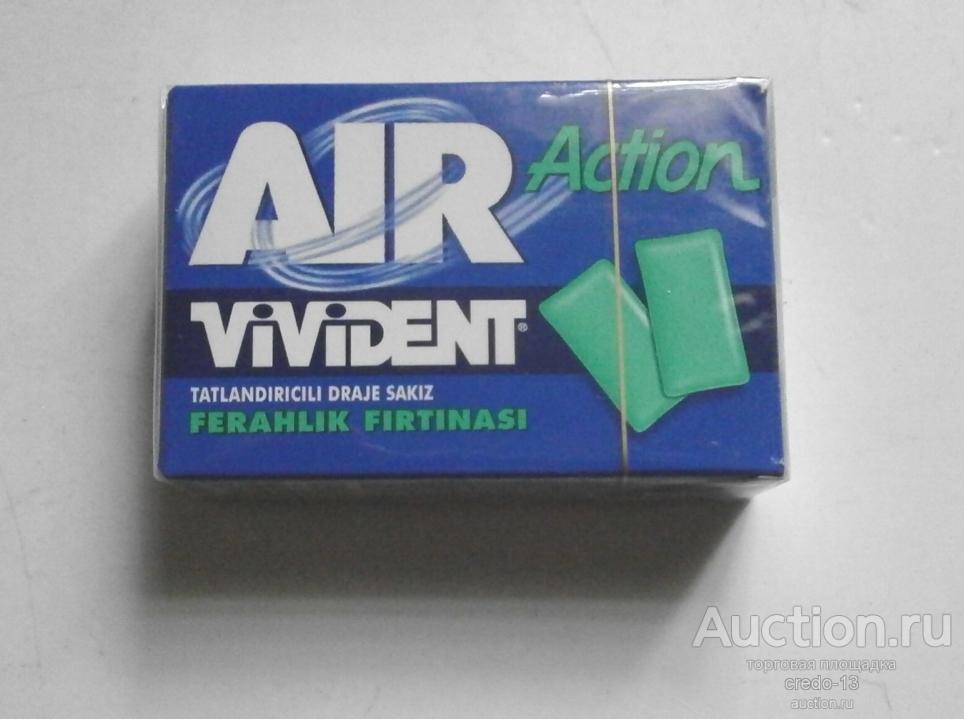 AIR Action
ViViDENT®
TATLANDIRICILI DRAJE SAKIZ
FERAHLIK FIRTINASI
Auction.ru
торговая площадка
credo-13
auction.ru